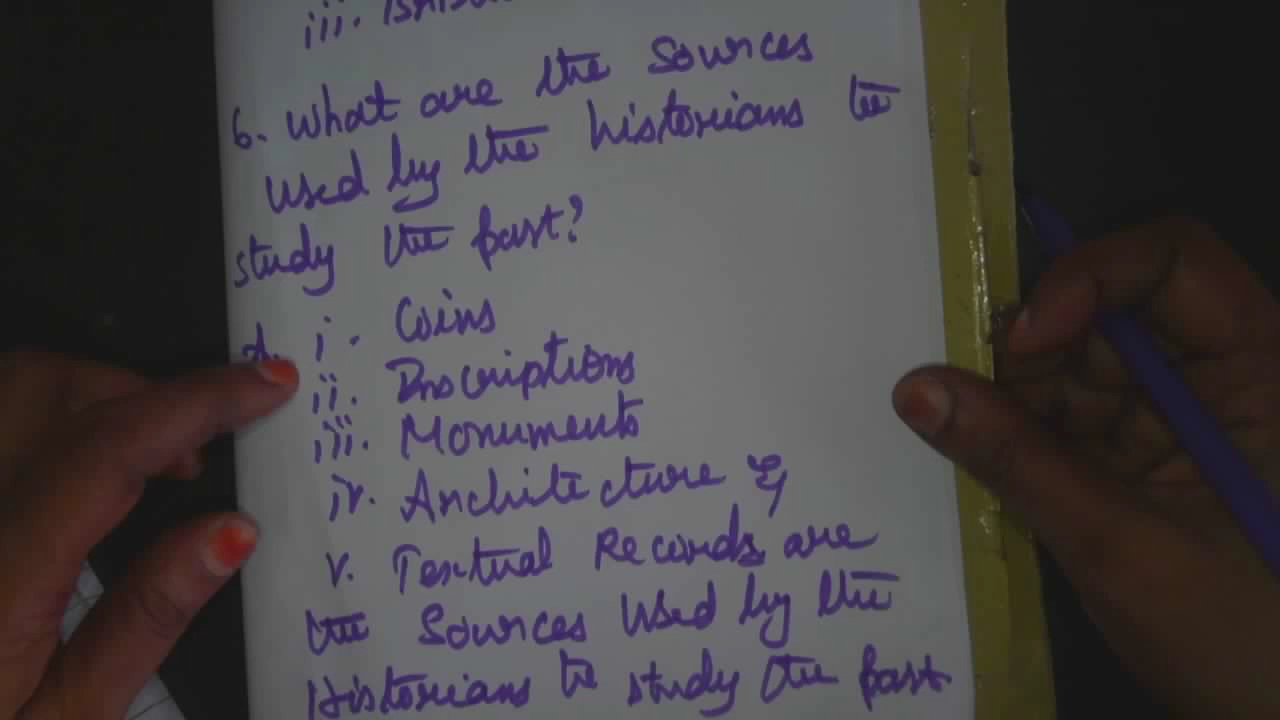 iii.
6. What are the Sources
used by the historians to
study the past?
A. i. Coins
ii. Inscriptions
iii. Monuments
iv. Architecture &
v. Textual Records are
the Sources used by the
Historians to study the past.